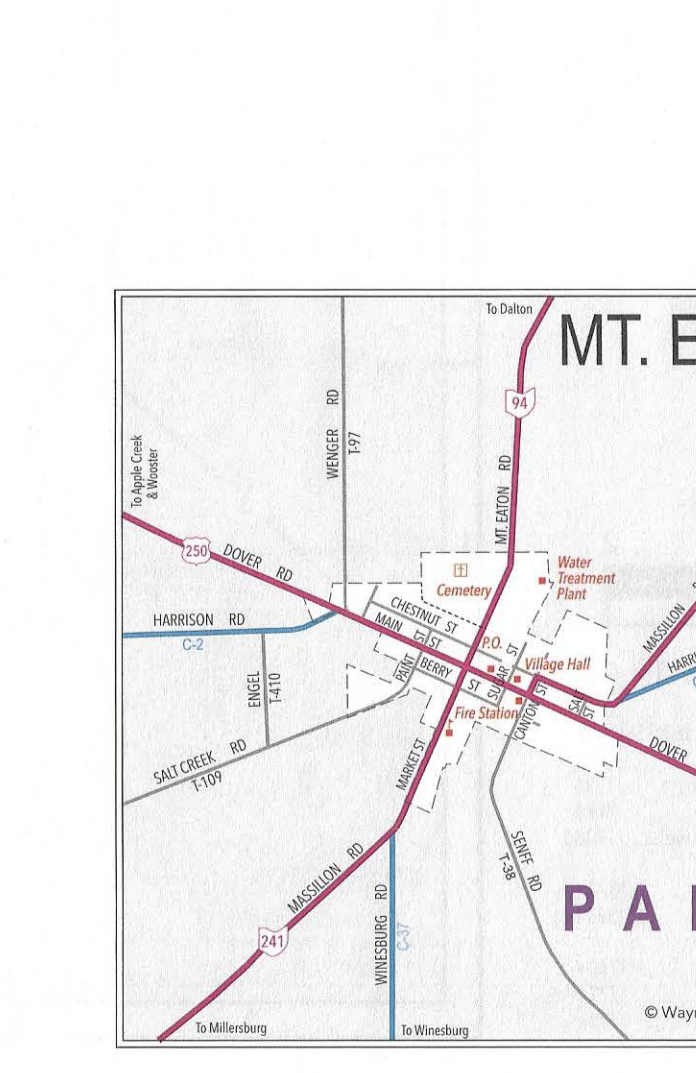 To Dalton
MT. E
94
WENGER RD
T-97
To Apple Creek
& Wooster
MT. EATON RD
250
DOVER RD
Water
Treatment
Plant
Cemetery
HARRISON RD
C-2
CHESTNUT ST
MAIN ST
PAINT ST
BERRY ST
P.O.
SUGAR ST
Village Hall
MASSILLON
HARRI
ENGEL
T-410
CANTON ST
SALT ST
Fire Station
DOVER
SALT CREEK RD
T-109
MARKET ST
SENFF RD
T-38
MASSILLON RD
241
WINESBURG RD
C-37
P A I
© Way
To Millersburg
To Winesburg